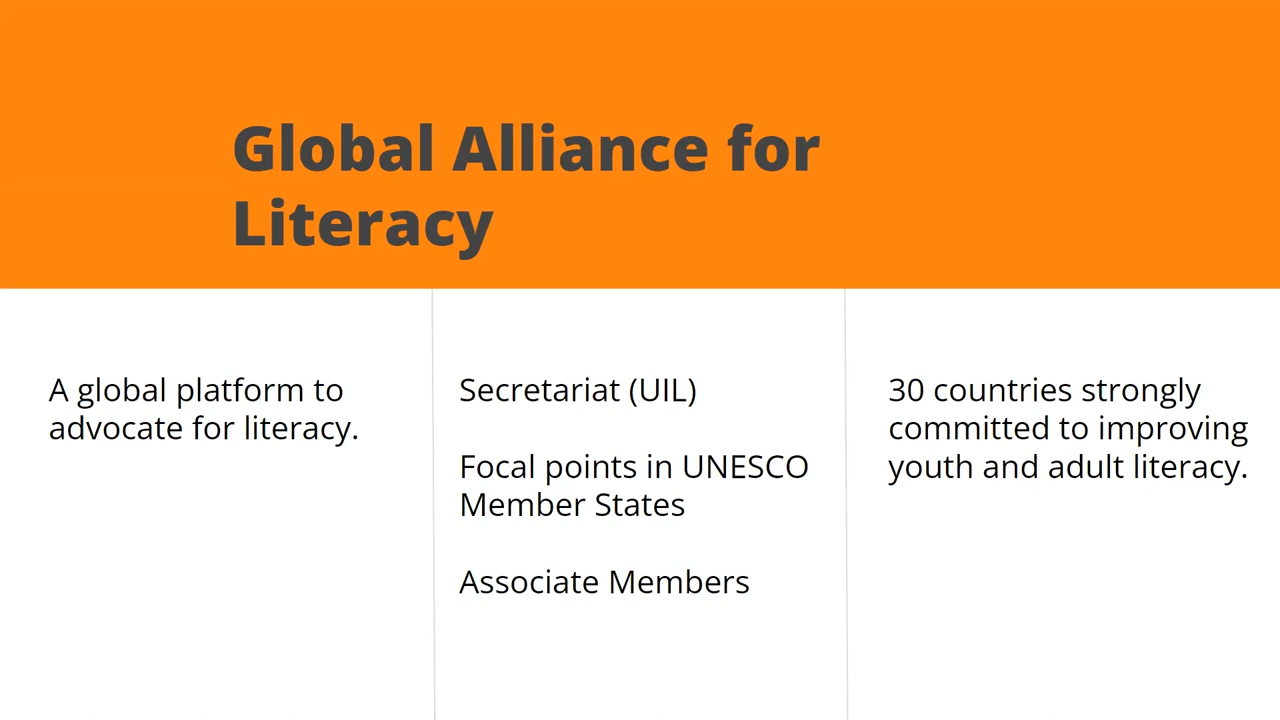 Global Alliance for
Literacy
A global platform to
advocate for literacy.
Secretariat (UIL)
Focal points in UNESCO
Member States
Associate Members
30 countries strongly
committed to improving
youth and adult literacy.